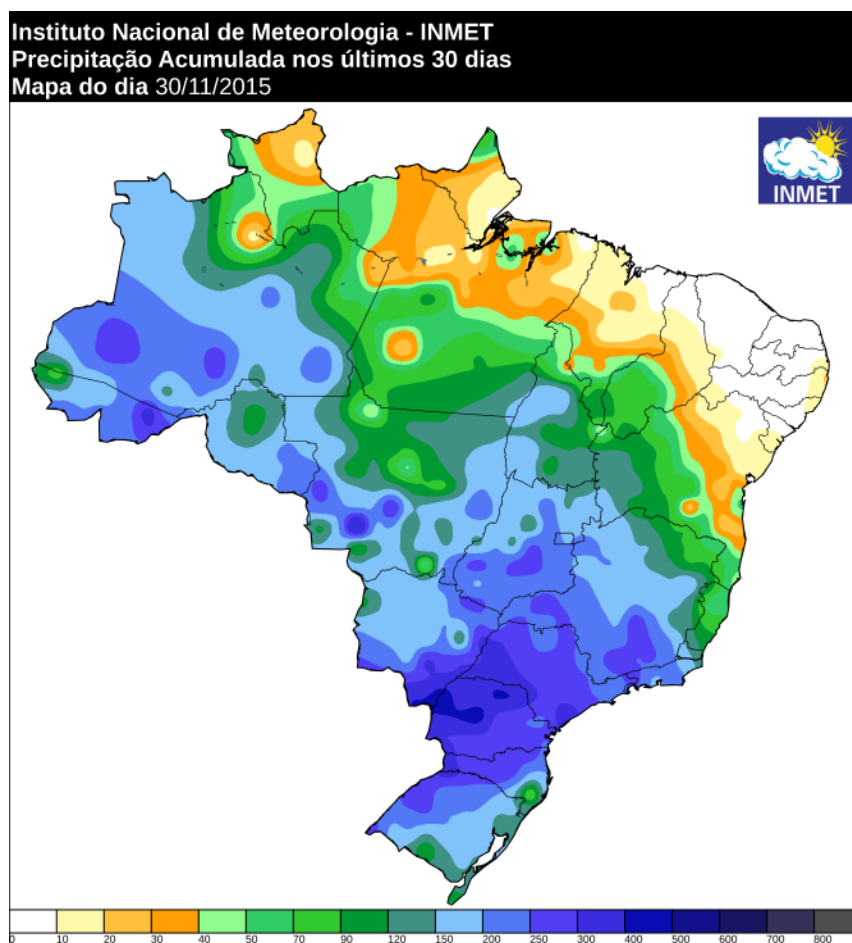 Instituto Nacional de Meteorologia - INMET
Precipitação Acumulada nos últimos 30 dias
Mapa do dia 30/11/2015
INMET
0 10 20 30 40 50 70 90 120 150 200 250 300 400 500 600 700 800